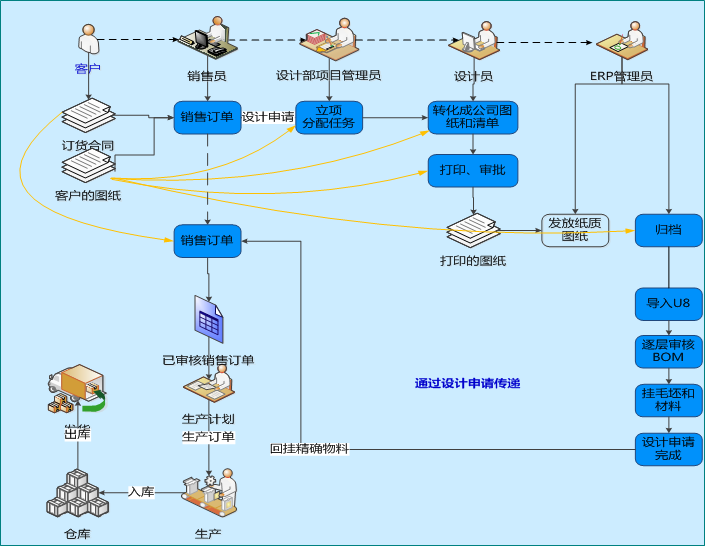 客户
销售员
设计部项目管理员
设计员
ERP管理员
订货合同
销售订单
设计申请
立项
分配任务
转化成公司图
纸和清单
客户的图纸
打印、审批
销售订单
打印的图纸
发放纸质
图纸
归档
导入U8
已审核销售订单
逐层审核
BOM
通过设计申请传递
挂毛坯和
材料
生产计划
出库
生产订单
回挂精确物料
设计申请
完成
入库
仓库
生产